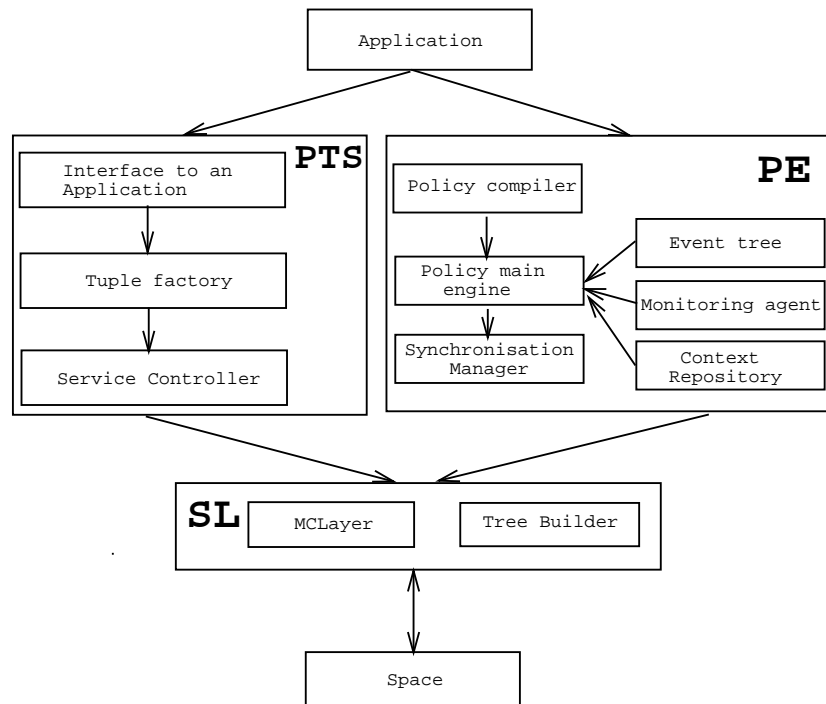 Application
PTS
Interface to an
Application
Tuple factory
Service Controller
PE
Policy compiler
Policy main
engine
Synchronisation
Manager
Event tree
Monitoring agent
Context
Repository
SL
MCLayer
Tree Builder
Space